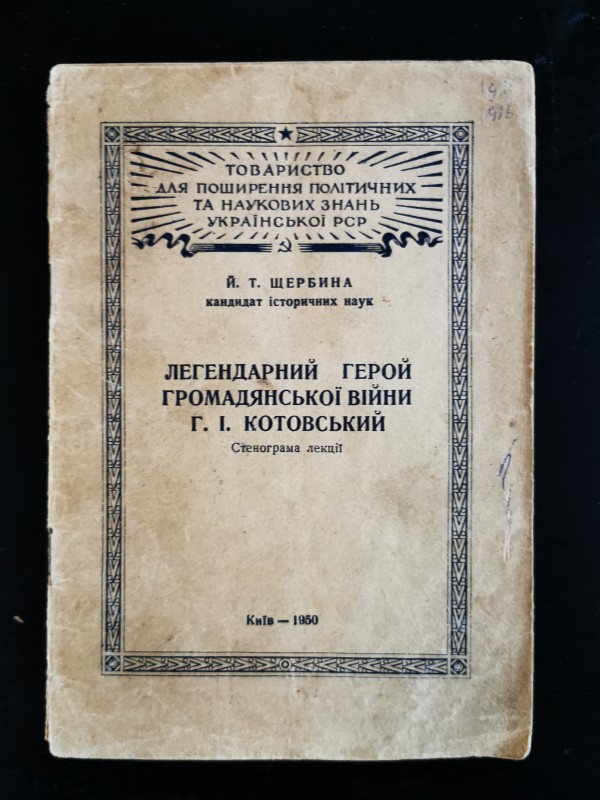 ТОВАРИСТВО
ДЛЯ ПОШИРЕННЯ ПОЛІТИЧНИХ
ТА НАУКОВИХ ЗНАНЬ
УКРАЇНСЬКОЇ РСР
Й. Т. ЩЕРБИНА
кандидат історичних наук
ЛЕГЕНДАРНИЙ ГЕРОЙ
ГРОМАДЯНСЬКОЇ ВІЙНИ
Г. І. КОТОВСЬКИЙ
Стенограма лекції
Київ — 1950